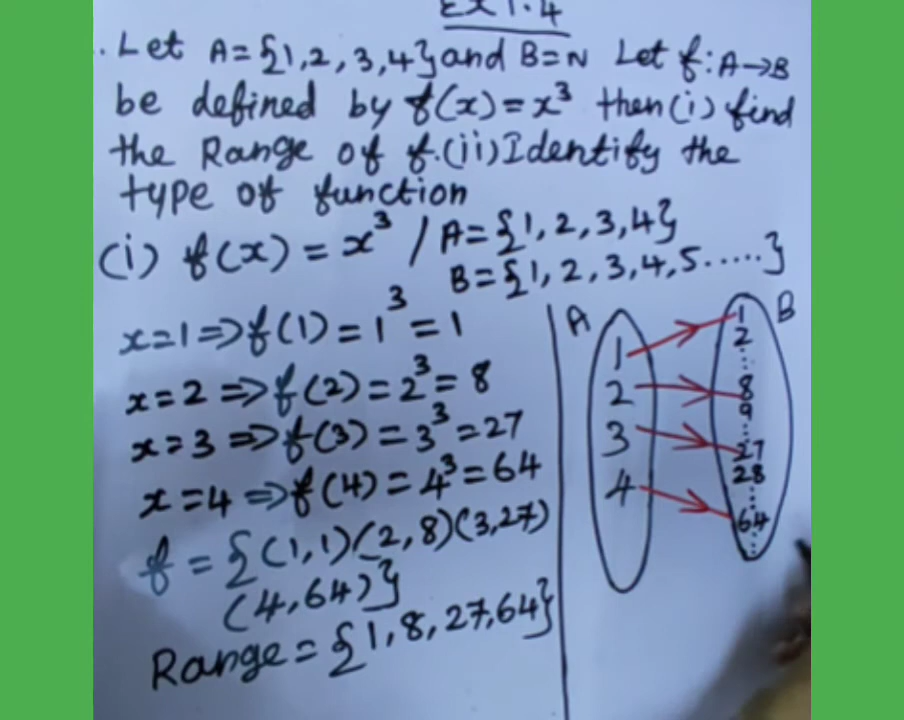 Ex 1.4
. Let A={1,2,3,4} and B=N Let f:A→B
be defined by f(x)=x³ then (i) find
the Range of f.(ii) Identify the
type of function
(i) f(x) = x³ / A={1,2,3,4}
B={1,2,3,4,5.....}
x=1⇒f(1)=1³=1
x=2⇒f(2)=2³=8
x=3⇒f(3)=3³=27
x=4⇒f(4)=4³=64
f={(1,1)(2,8)(3,27)
(4,64)}
Range={1,8,27,64}
A
1
2
3
4
B
1
2
⋮
8
9
⋮
27
28
⋮
64
⋮